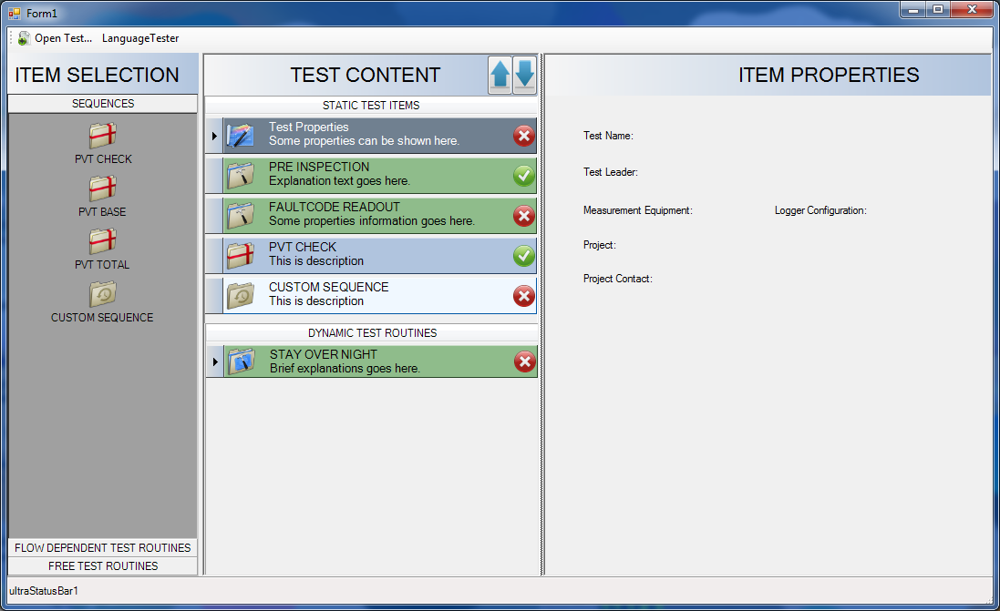 Form1
Open Test... LanguageTester
ITEM SELECTION
SEQUENCES
PVT CHECK
PVT BASE
PVT TOTAL
CUSTOM SEQUENCE
FLOW DEPENDENT TEST ROUTINES
FREE TEST ROUTINES
TEST CONTENT
STATIC TEST ITEMS
Test Properties
Some properties can be shown here.
PRE INSPECTION
Explanation text goes here.
FAULTCODE READOUT
Some properties information goes here.
PVT CHECK
This is description
CUSTOM SEQUENCE
This is description
DYNAMIC TEST ROUTINES
STAY OVER NIGHT
Brief explanations goes here.
ITEM PROPERTIES
Test Name:
Test Leader:
Measurement Equipment: Logger Configuration:
Project:
Project Contact:
ultraStatusBar1